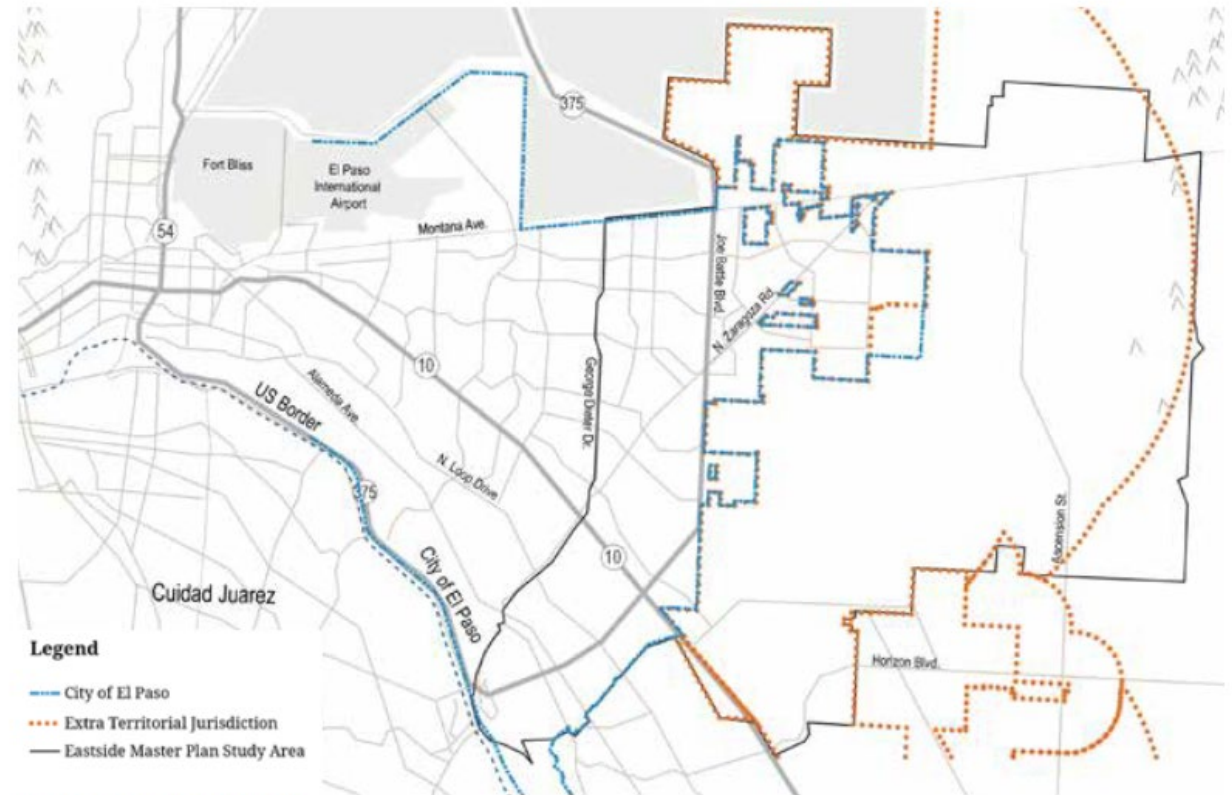 375
Fort Bliss
El Paso
International
Airport
54
Montana Ave.
Joe Battle Blvd.
N. Zaragoza Rd.
10
George Dieter Dr.
Alameda Ave.
US Border
N. Loop Drive
375
Ascension St.
10
City of El Paso
Cuidad Juarez
Horizon Blvd.
Legend
City of El Paso
Extra Territorial Jurisdiction
Eastside Master Plan Study Area